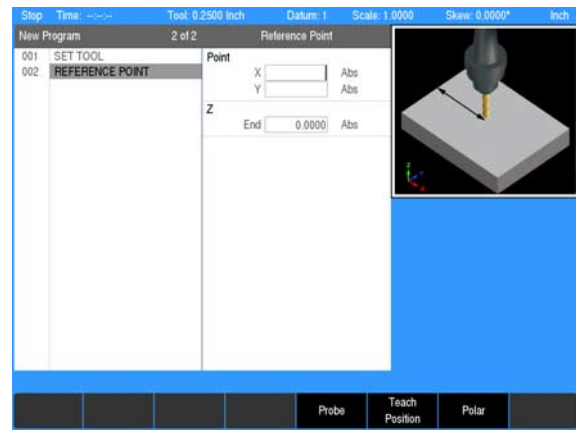 Stop Time: --:--:-- Tool: 0.2500 Inch Datum: 1 Scale: 1.0000 Skew: 0.0000° Inch
New Program 2 of 2 Reference Point
001 SET TOOL
002 REFERENCE POINT
Point
X Abs
Y Abs
Z
End 0.0000 Abs
Probe
Teach
Position
Polar